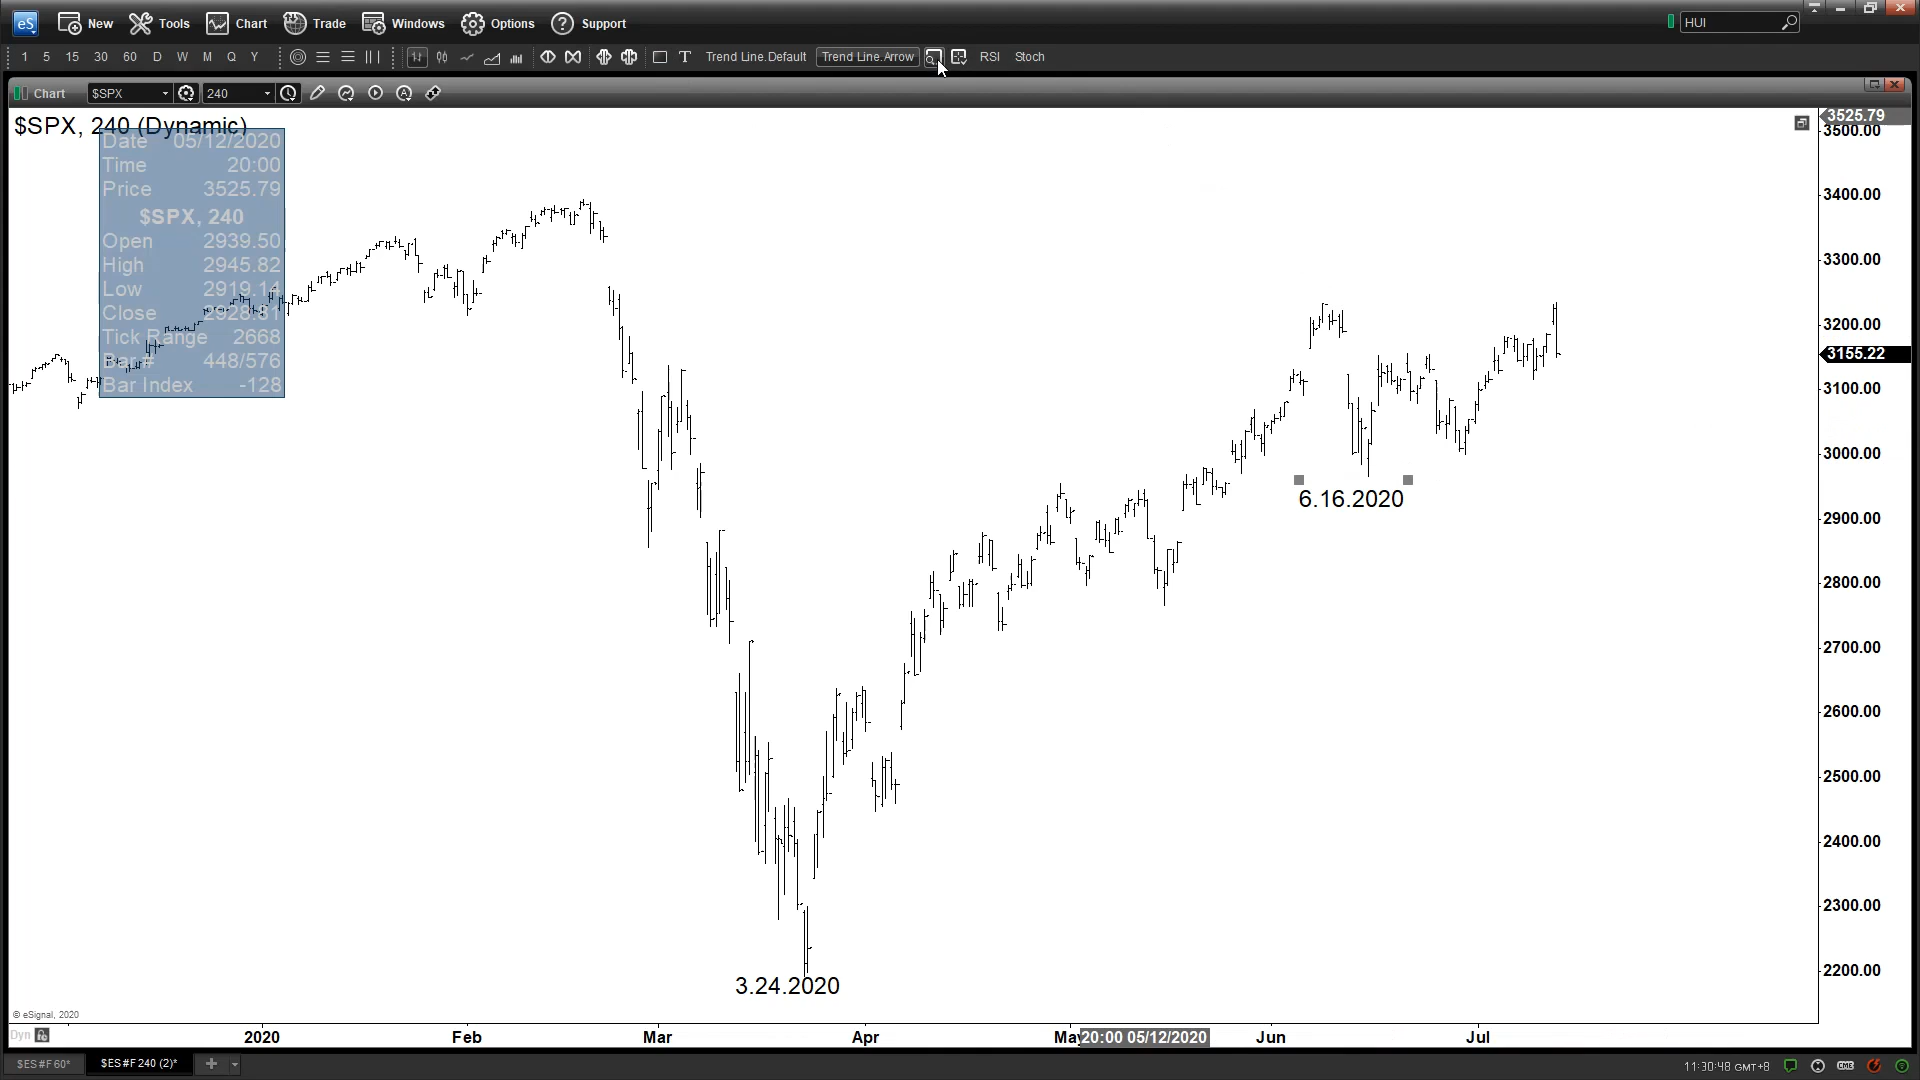 eS New Tools Chart Trade Windows Options Support HUI
1 5 15 30 60 D W M Q Y T Trend Line.Default Trend Line.Arrow RSI Stoch
Chart $SPX 240
$SPX, 240 (Dynamic)
Date 05/12/2020
Time 20:00
Price 3525.79
$SPX, 240
Open 2939.50
High 2945.82
Low 2919.14
Close 2928.81
Tick Range 2668
Bar # 448/576
Bar Index -128
3525.79
3500.00
3400.00
3300.00
3200.00
3155.22
3100.00
3000.00
2900.00
2800.00
2700.00
2600.00
2500.00
2400.00
2300.00
2200.00
6.16.2020
3.24.2020
© eSignal, 2020
Dyn
2020 Feb Mar Apr May 20:00 05/12/2020 Jun Jul
$ES #F 60* $ES #F 240 (2)* + 11:30:48 GMT+8 CME